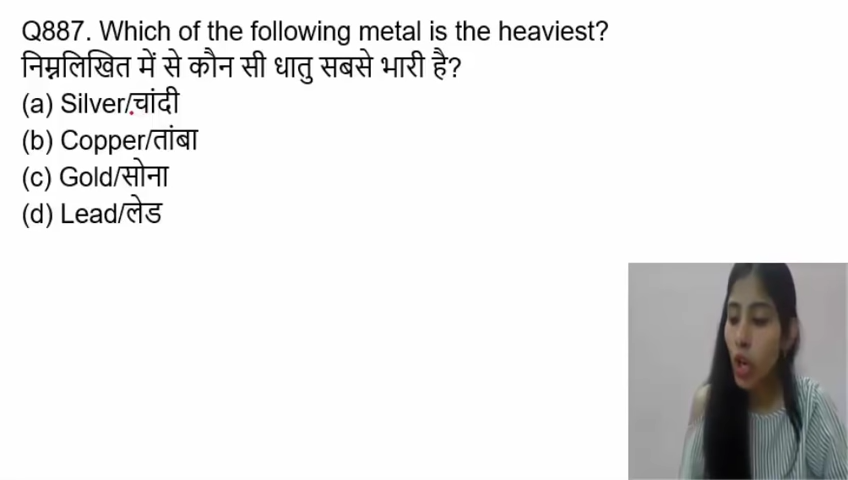 Q887. Which of the following metal is the heaviest?
निम्नलिखित में से कौन सी धातु सबसे भारी है?
(a) Silver/चांदी
(b) Copper/तांबा
(c) Gold/सोना
(d) Lead/लेड